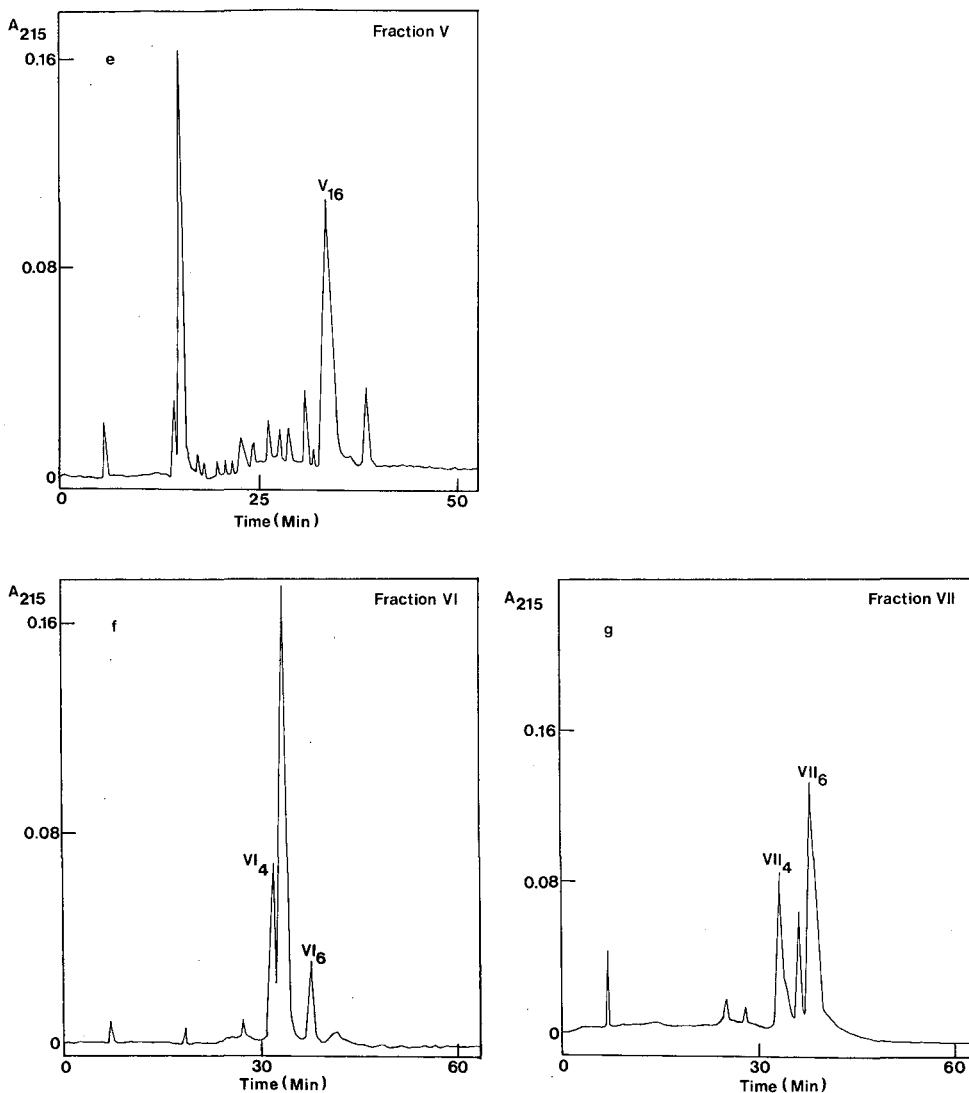 A215 Fraction V
0.16 e
V16
0.08
0
0 25 50
Time (Min)
A215 Fraction VI
0.16 f
0.08
VI4
VI6
0
0 30 60
Time (Min)
A215 Fraction VII
g
0.16
VII6
VII4
0.08
0
0 30 60
Time (Min)